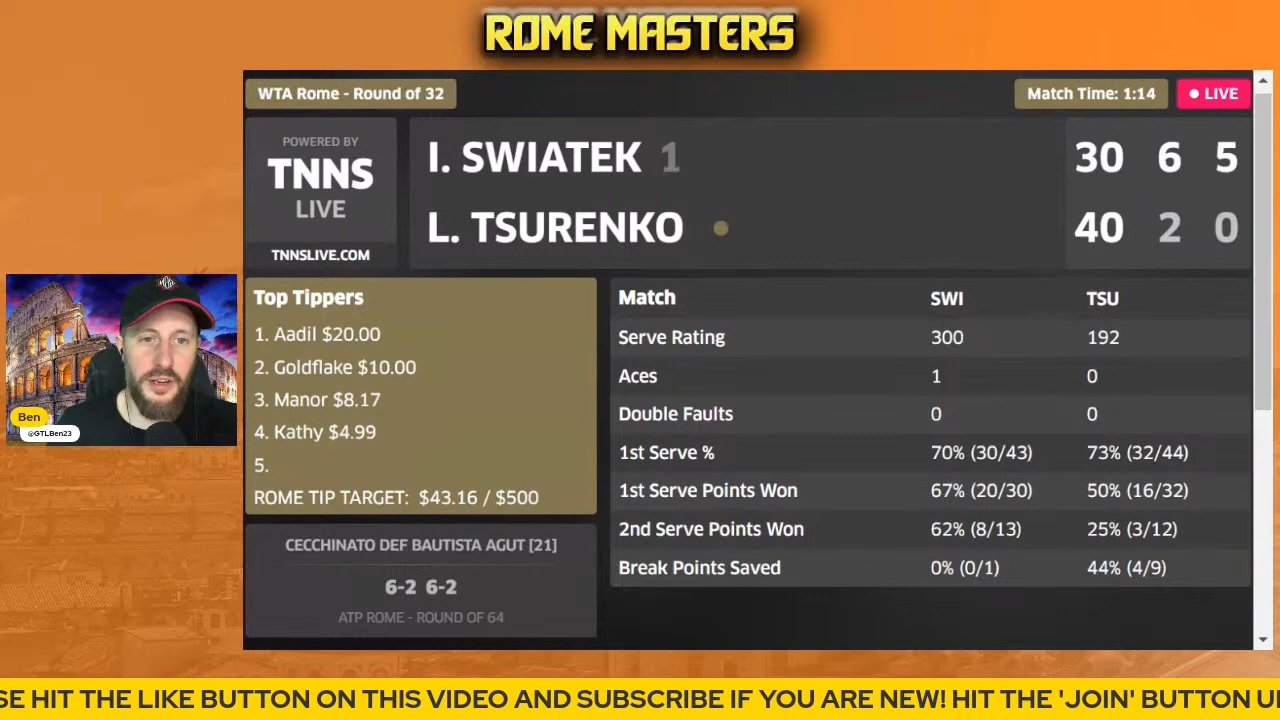 ROME MASTERS
WTA Rome - Round of 32
Match Time: 1:14
LIVE
POWERED BY
TNNS
LIVE
TNNSLIVE.COM
I. SWIATEK 1 30 6 5
L. TSURENKO 40 2 0
Top Tippers
1. Aadil $20.00
2. Goldflake $10.00
3. Manor $8.17
4. Kathy $4.99
5.
ROME TIP TARGET: $43.16 / $500
CECCHINATO DEF BAUTISTA AGUT [21]
6-2 6-2
ATP ROME - ROUND OF 64
Match SWI TSU
Serve Rating 300 192
Aces 1 0
Double Faults 0 0
1st Serve % 70% (30/43) 73% (32/44)
1st Serve Points Won 67% (20/30) 50% (16/32)
2nd Serve Points Won 62% (8/13) 25% (3/12)
Break Points Saved 0% (0/1) 44% (4/9)
Ben
@GTLBen23
SE HIT THE LIKE BUTTON ON THIS VIDEO AND SUBSCRIBE IF YOU ARE NEW! HIT THE 'JOIN' BUTTON U